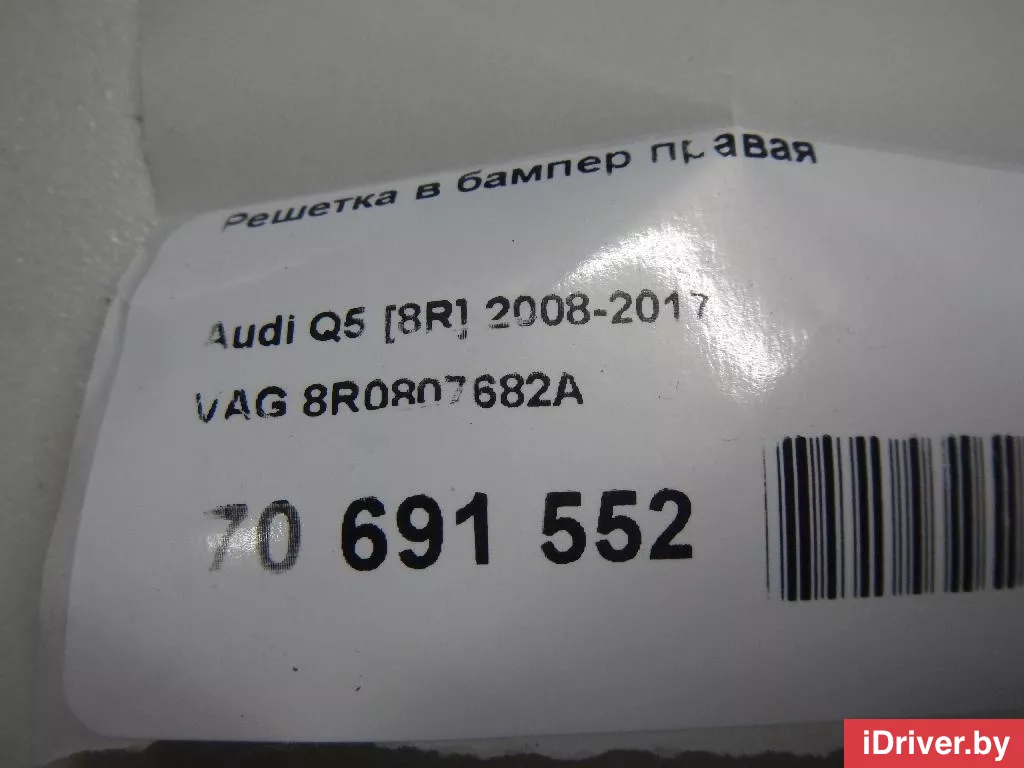 Решетка в бампер правая
Audi Q5 [8R] 2008-2017
VAG 8R0807682A
70 691 552
iDriver.by